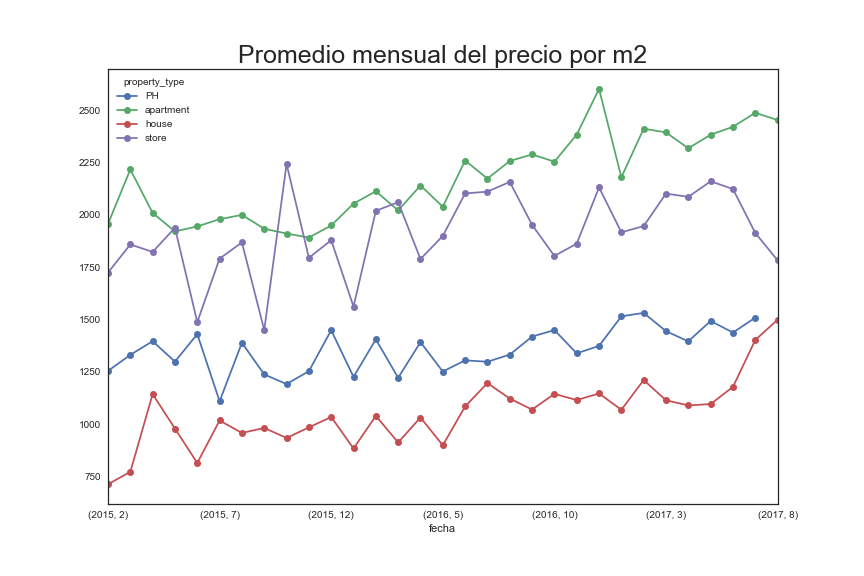 Promedio mensual del precio por m2
property_type
PH
apartment
house
store
2500
2250
2000
1750
1500
1250
1000
750
(2015, 2) (2015, 7) (2015, 12) (2016, 5) (2016, 10) (2017, 3) (2017, 8)
fecha